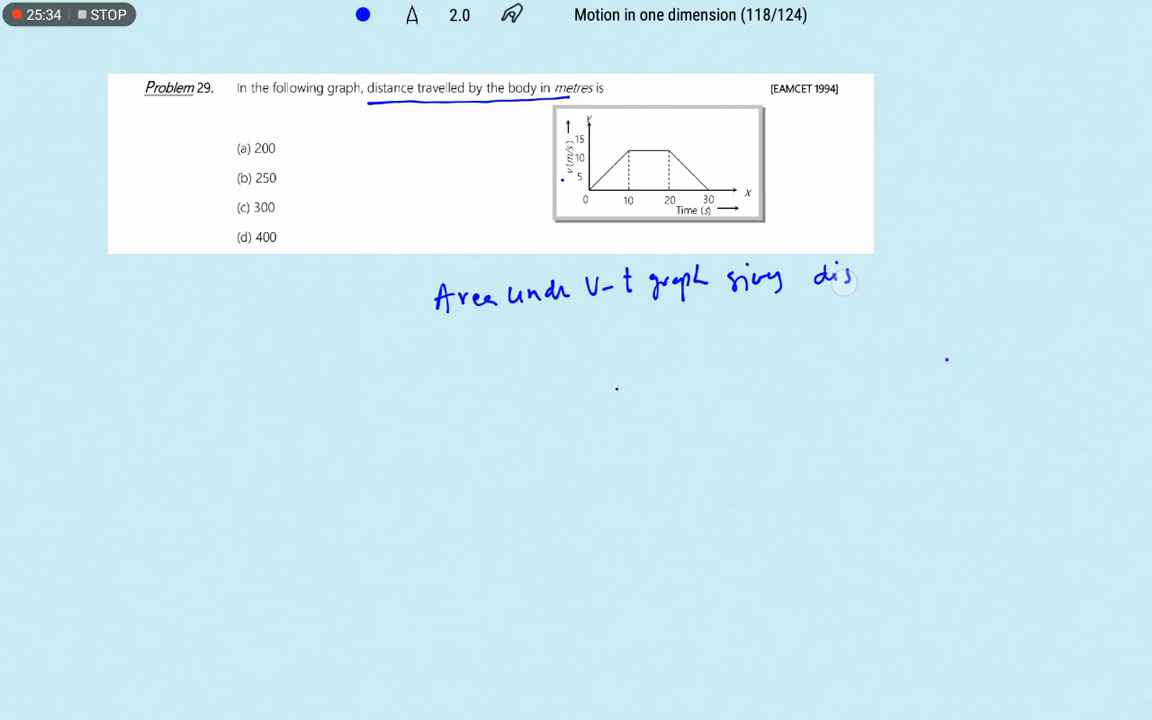 25:34 STOP 2.0 Motion in one dimension (118/124)
Problem 29. In the following graph, distance travelled by the body in metres is [EAMCET 1994]
(a) 200
(b) 250
(c) 300
(d) 400
Y
v (m/s)
15
10
5
0 10 20 30 X
Time (s)
Area under V-t graph gives dis